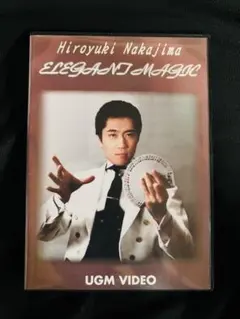 Hiroyuki Nakajima
ELEGANT MAGIC
UGM VIDEO